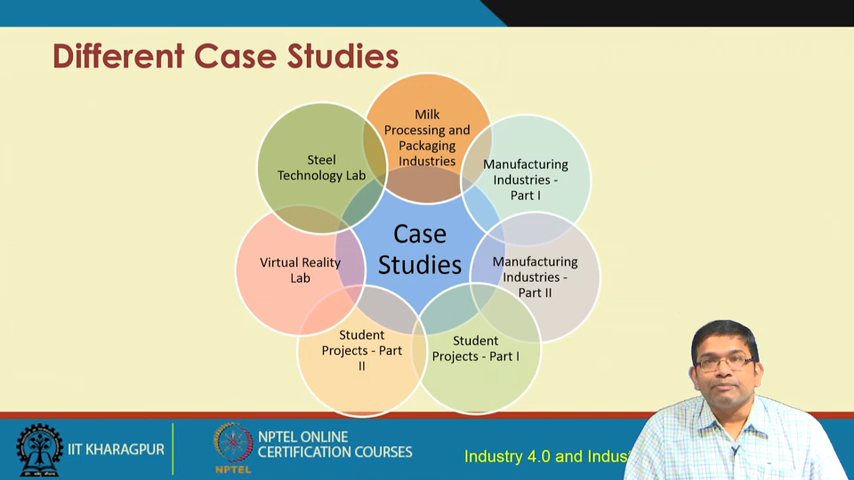 Different Case Studies
Milk
Processing and
Packaging
Industries
Manufacturing
Industries -
Part I
Manufacturing
Industries -
Part II
Student
Projects - Part I
Student
Projects - Part
II
Virtual Reality
Lab
Steel
Technology Lab
Case
Studies
IIT KHARAGPUR
NPTEL
NPTEL ONLINE
CERTIFICATION COURSES
Industry 4.0 and